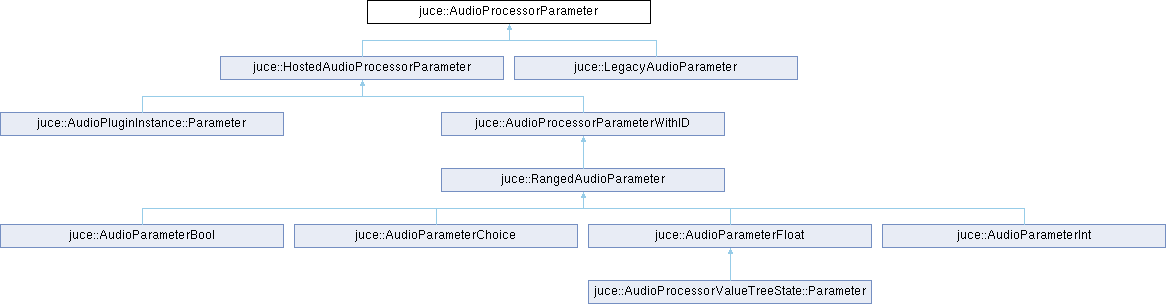 juce::AudioProcessorParameter
juce::HostedAudioProcessorParameter
juce::LegacyAudioParameter
juce::AudioPluginInstance::Parameter
juce::AudioProcessorParameterWithID
juce::RangedAudioParameter
juce::AudioParameterBool
juce::AudioParameterChoice
juce::AudioParameterFloat
juce::AudioParameterInt
juce::AudioProcessorValueTreeState::Parameter